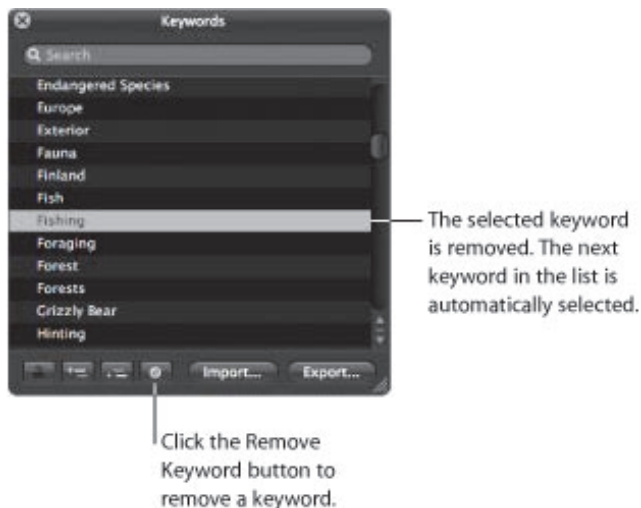 Keywords
Search
Endangered Species
Europe
Exterior
Fauna
Finland
Fish
Fishing
Foraging
Forest
Forests
Grizzly Bear
Hinting
Import...
Export...
The selected keyword
is removed. The next
keyword in the list is
automatically selected.
Click the Remove
Keyword button to
remove a keyword.